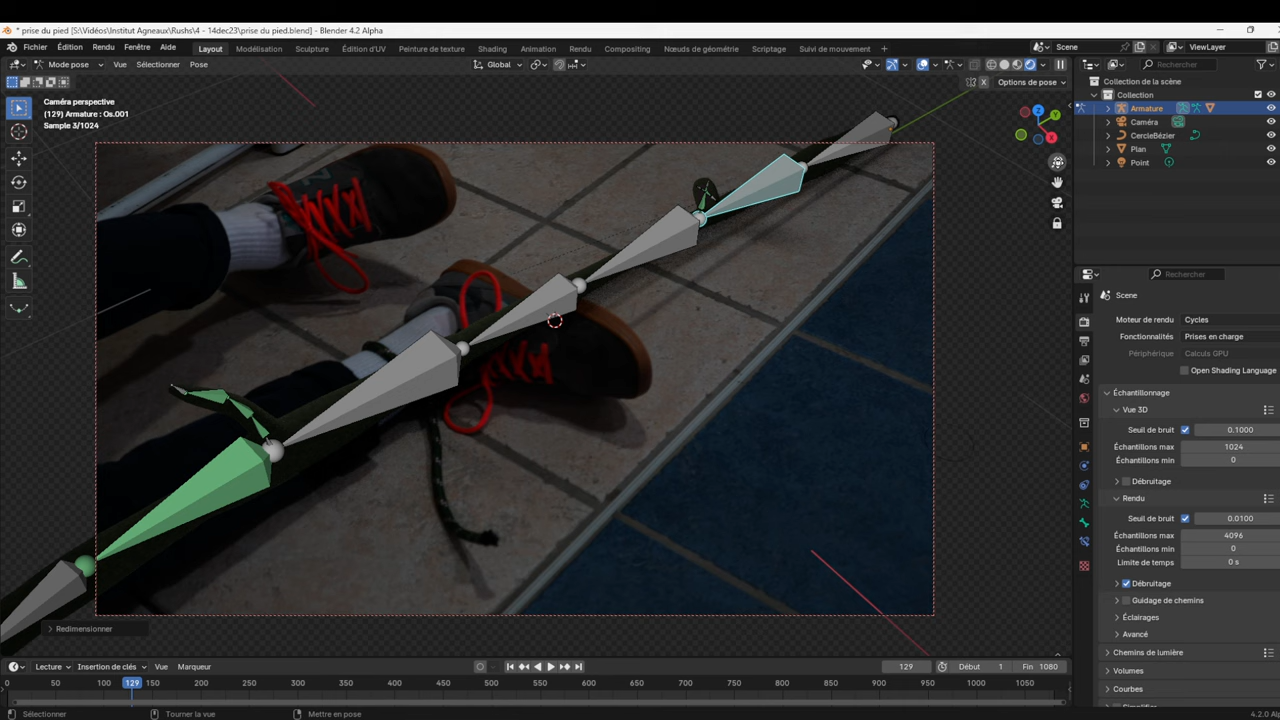 * prise du pied [S:\Vidéos\Institut Agneaux\Rushs\4 - 14dec23\prise du pied.blend] - Blender 4.2 Alpha
Fichier Édition Rendu Fenêtre Aide Layout Modélisation Sculpture Édition d'UV Peinture de texture Shading Animation Rendu Compositing Nœuds de géométrie Scriptage Suivi de mouvement + Scene ViewLayer
Mode pose Vue Sélectionner Pose Global Rechercher
X Options de pose Collection de la scène
Collection
Caméra perspective
(129) Armature : Os.001
Sample 3/1024
Armature
Caméra
CercleBézier
Plan
Point
Z
Y
X
Rechercher
Scene
Moteur de rendu Cycles
Fonctionnalités Prises en charge
Périphérique Calculs GPU
Open Shading Language
Échantillonnage
Vue 3D
Seuil de bruit 0.1000
Échantillons max 1024
Échantillons min 0
Débruitage
Rendu
Seuil de bruit 0.0100
Échantillons max 4096
Échantillons min 0
Limite de temps 0 s
Débruitage
Guidage de chemins
Éclairages
Avancé
Chemins de lumière
Volumes
Courbes
Redimensionner
Lecture Insertion de clés Vue Marqueur 129 Début 1 Fin 1080
0 50 100 129 150 200 250 300 350 400 450 500 550 600 650 700 750 800 850 900 950 1000 1050
Sélectionner Tourner la vue Mettre en pose 4.2.0 Alp